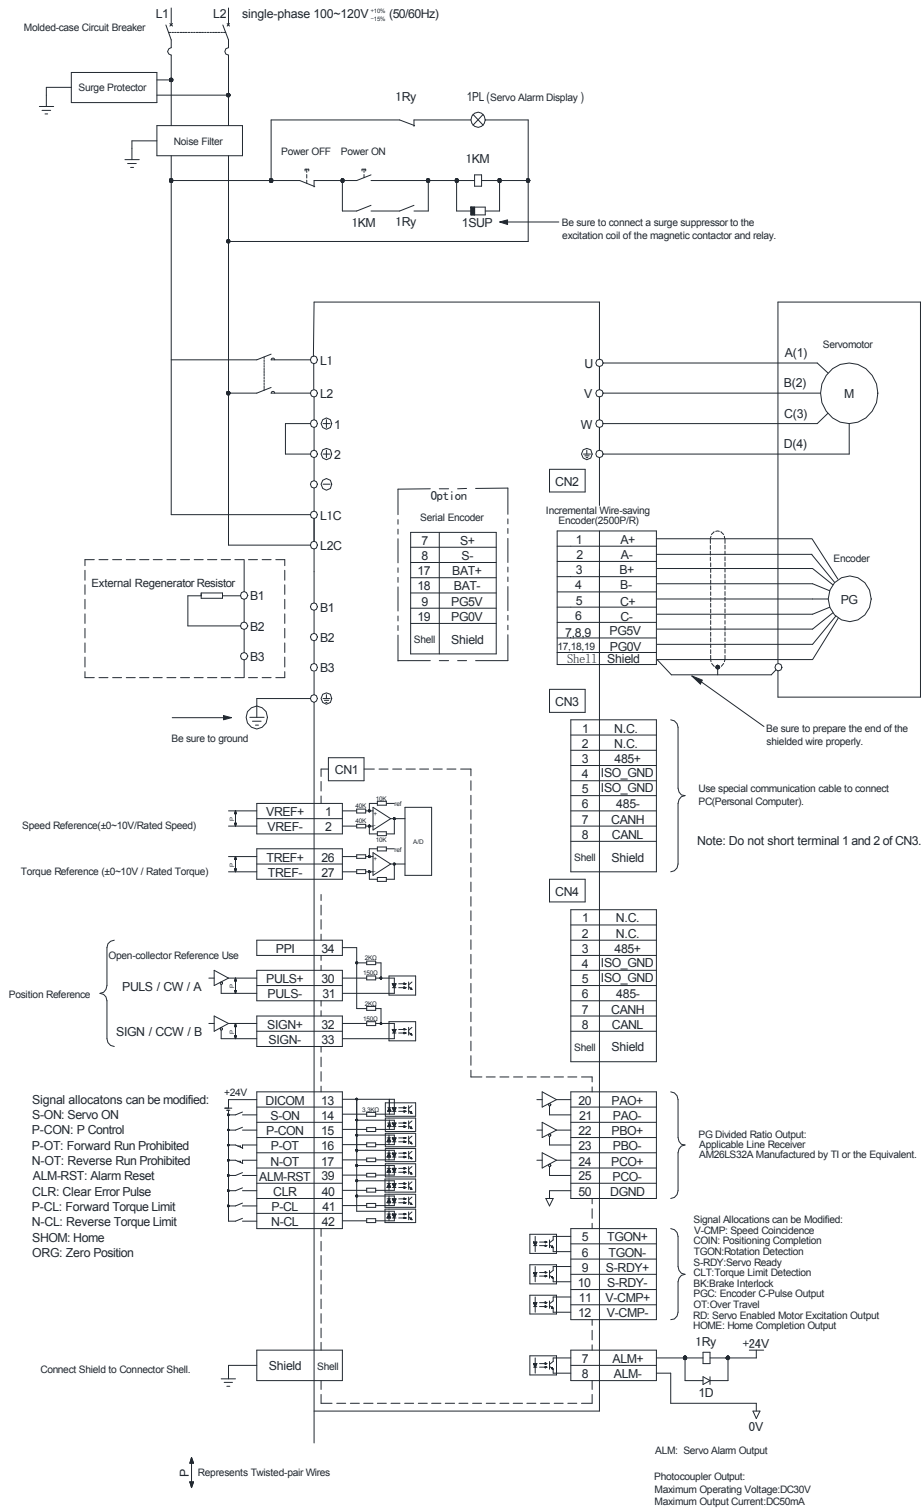 L1 L2 single-phase 100~120V +10% -15% (50/60Hz)
Molded-case Circuit Breaker
Surge Protector
Noise Filter
1Ry 1PL (Servo Alarm Display )
Power OFF Power ON 1KM
1KM 1Ry 1SUP
Be sure to connect a surge suppressor to the
excitation coil of the magnetic contactor and relay.
L1
L2
⊕ 1
⊕ 2
⊖
L1C
L2C
B1
B2
B3
External Regenerator Resistor
B1
B2
B3
Be sure to ground
U
V
W
A(1)
B(2)
C(3)
D(4)
Servomotor
M
Option
Serial Encoder
7 S+
8 S-
17 BAT+
18 BAT-
9 PG5V
19 PG0V
Shell Shield
CN2
Incremental Wire-saving
Encoder(2500P/R)
1 A+
2 A-
3 B+
4 B-
5 C+
6 C-
7,8,9 PG5V
17,18,19 PG0V
Shell Shield
Encoder
PG
Be sure to prepare the end of the
shielded wire properly.
CN3
1 N.C.
2 N.C.
3 485+
4 ISO_GND
5 ISO_GND
6 485-
7 CANH
8 CANL
Shell Shield
Use special communication cable to connect
PC(Personal Computer).
Note: Do not short terminal 1 and 2 of CN3.
CN4
1 N.C.
2 N.C.
3 485+
4 ISO_GND
5 ISO_GND
6 485-
7 CANH
8 CANL
Shell Shield
CN1
Speed Reference(±0~10V/Rated Speed)
P
VREF+ 1
VREF- 2
40K
40K
10K
ref
10K
A/D
Torque Reference (±0~10V / Rated Torque)
P
TREF+ 26
TREF- 27
ref
Position Reference
Open-collector Reference Use
PPI 34
PULS / CW / A
P
PULS+ 30
PULS- 31
2KΩ
150Ω
SIGN / CCW / B
P
SIGN+ 32
SIGN- 33
2KΩ
150Ω
Signal allocatons can be modified:
S-ON: Servo ON
P-CON: P Control
P-OT: Forward Run Prohibited
N-OT: Reverse Run Prohibited
ALM-RST: Alarm Reset
CLR: Clear Error Pulse
P-CL: Forward Torque Limit
N-CL: Reverse Torque Limit
SHOM: Home
ORG: Zero Position
+24V
DICOM 13
S-ON 14
P-CON 15
P-OT 16
N-OT 17
ALM-RST 39
CLR 40
P-CL 41
N-CL 42
3.3KΩ
20 PAO+
21 PAO-
22 PBO+
23 PBO-
24 PCO+
25 PCO-
50 DGND
PG Divided Ratio Output:
Applicable Line Receiver
AM26LS32A Manufactured by TI or the Equivalent.
5 TGON+
6 TGON-
9 S-RDY+
10 S-RDY-
11 V-CMP+
12 V-CMP-
Signal Allocations can be Modified:
V-CMP: Speed Coincidence
COIN: Positioning Completion
TGON:Rotation Detection
S-RDY:Servo Ready
CLT:Torque Limit Detection
BK:Brake Interlock
PGC: Encoder C-Pulse Output
OT:Over Travel
RD: Servo Enabled Motor Excitation Output
HOME: Home Completion Output
Connect Shield to Connector Shell.
Shield Shell
7 ALM+
8 ALM-
1Ry
+24V
1D
0V
ALM: Servo Alarm Output
P Represents Twisted-pair Wires
Photocoupler Output:
Maximum Operating Voltage:DC30V
Maximum Output Current:DC50mA